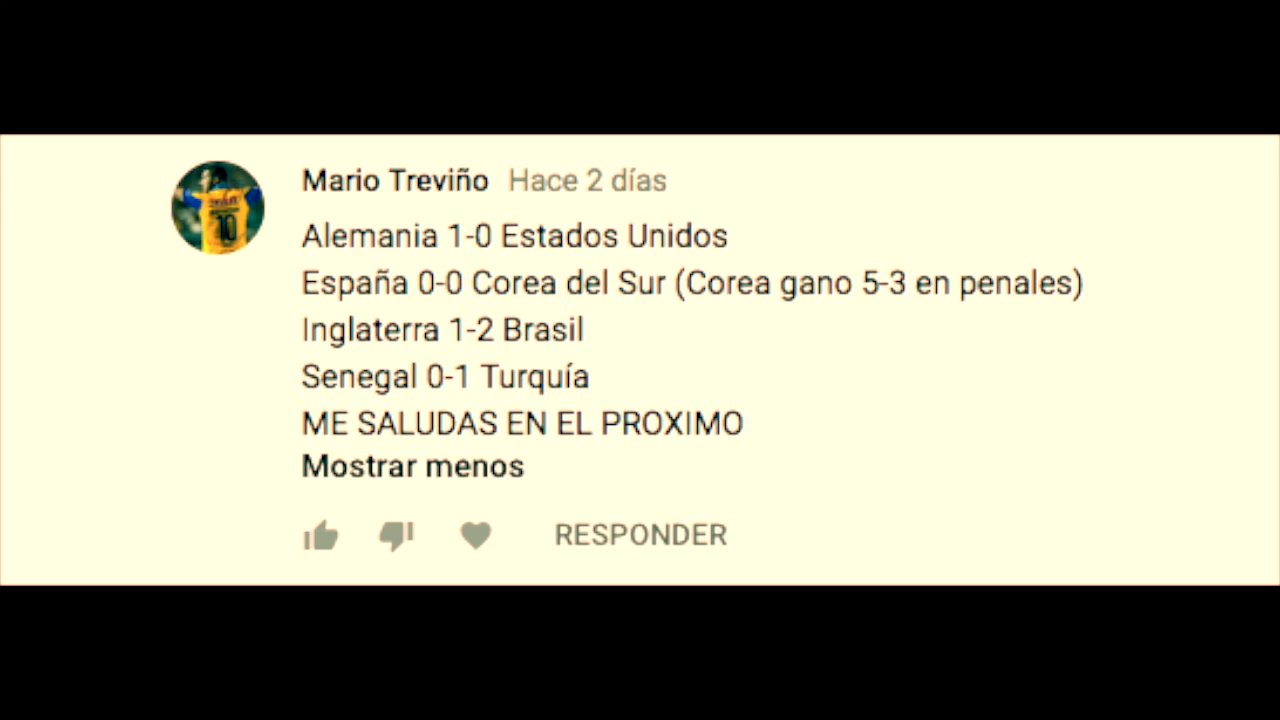 Mario Treviño Hace 2 días
Alemania 1-0 Estados Unidos
España 0-0 Corea del Sur (Corea gano 5-3 en penales)
Inglaterra 1-2 Brasil
Senegal 0-1 Turquía
ME SALUDAS EN EL PROXIMO
Mostrar menos
RESPONDER